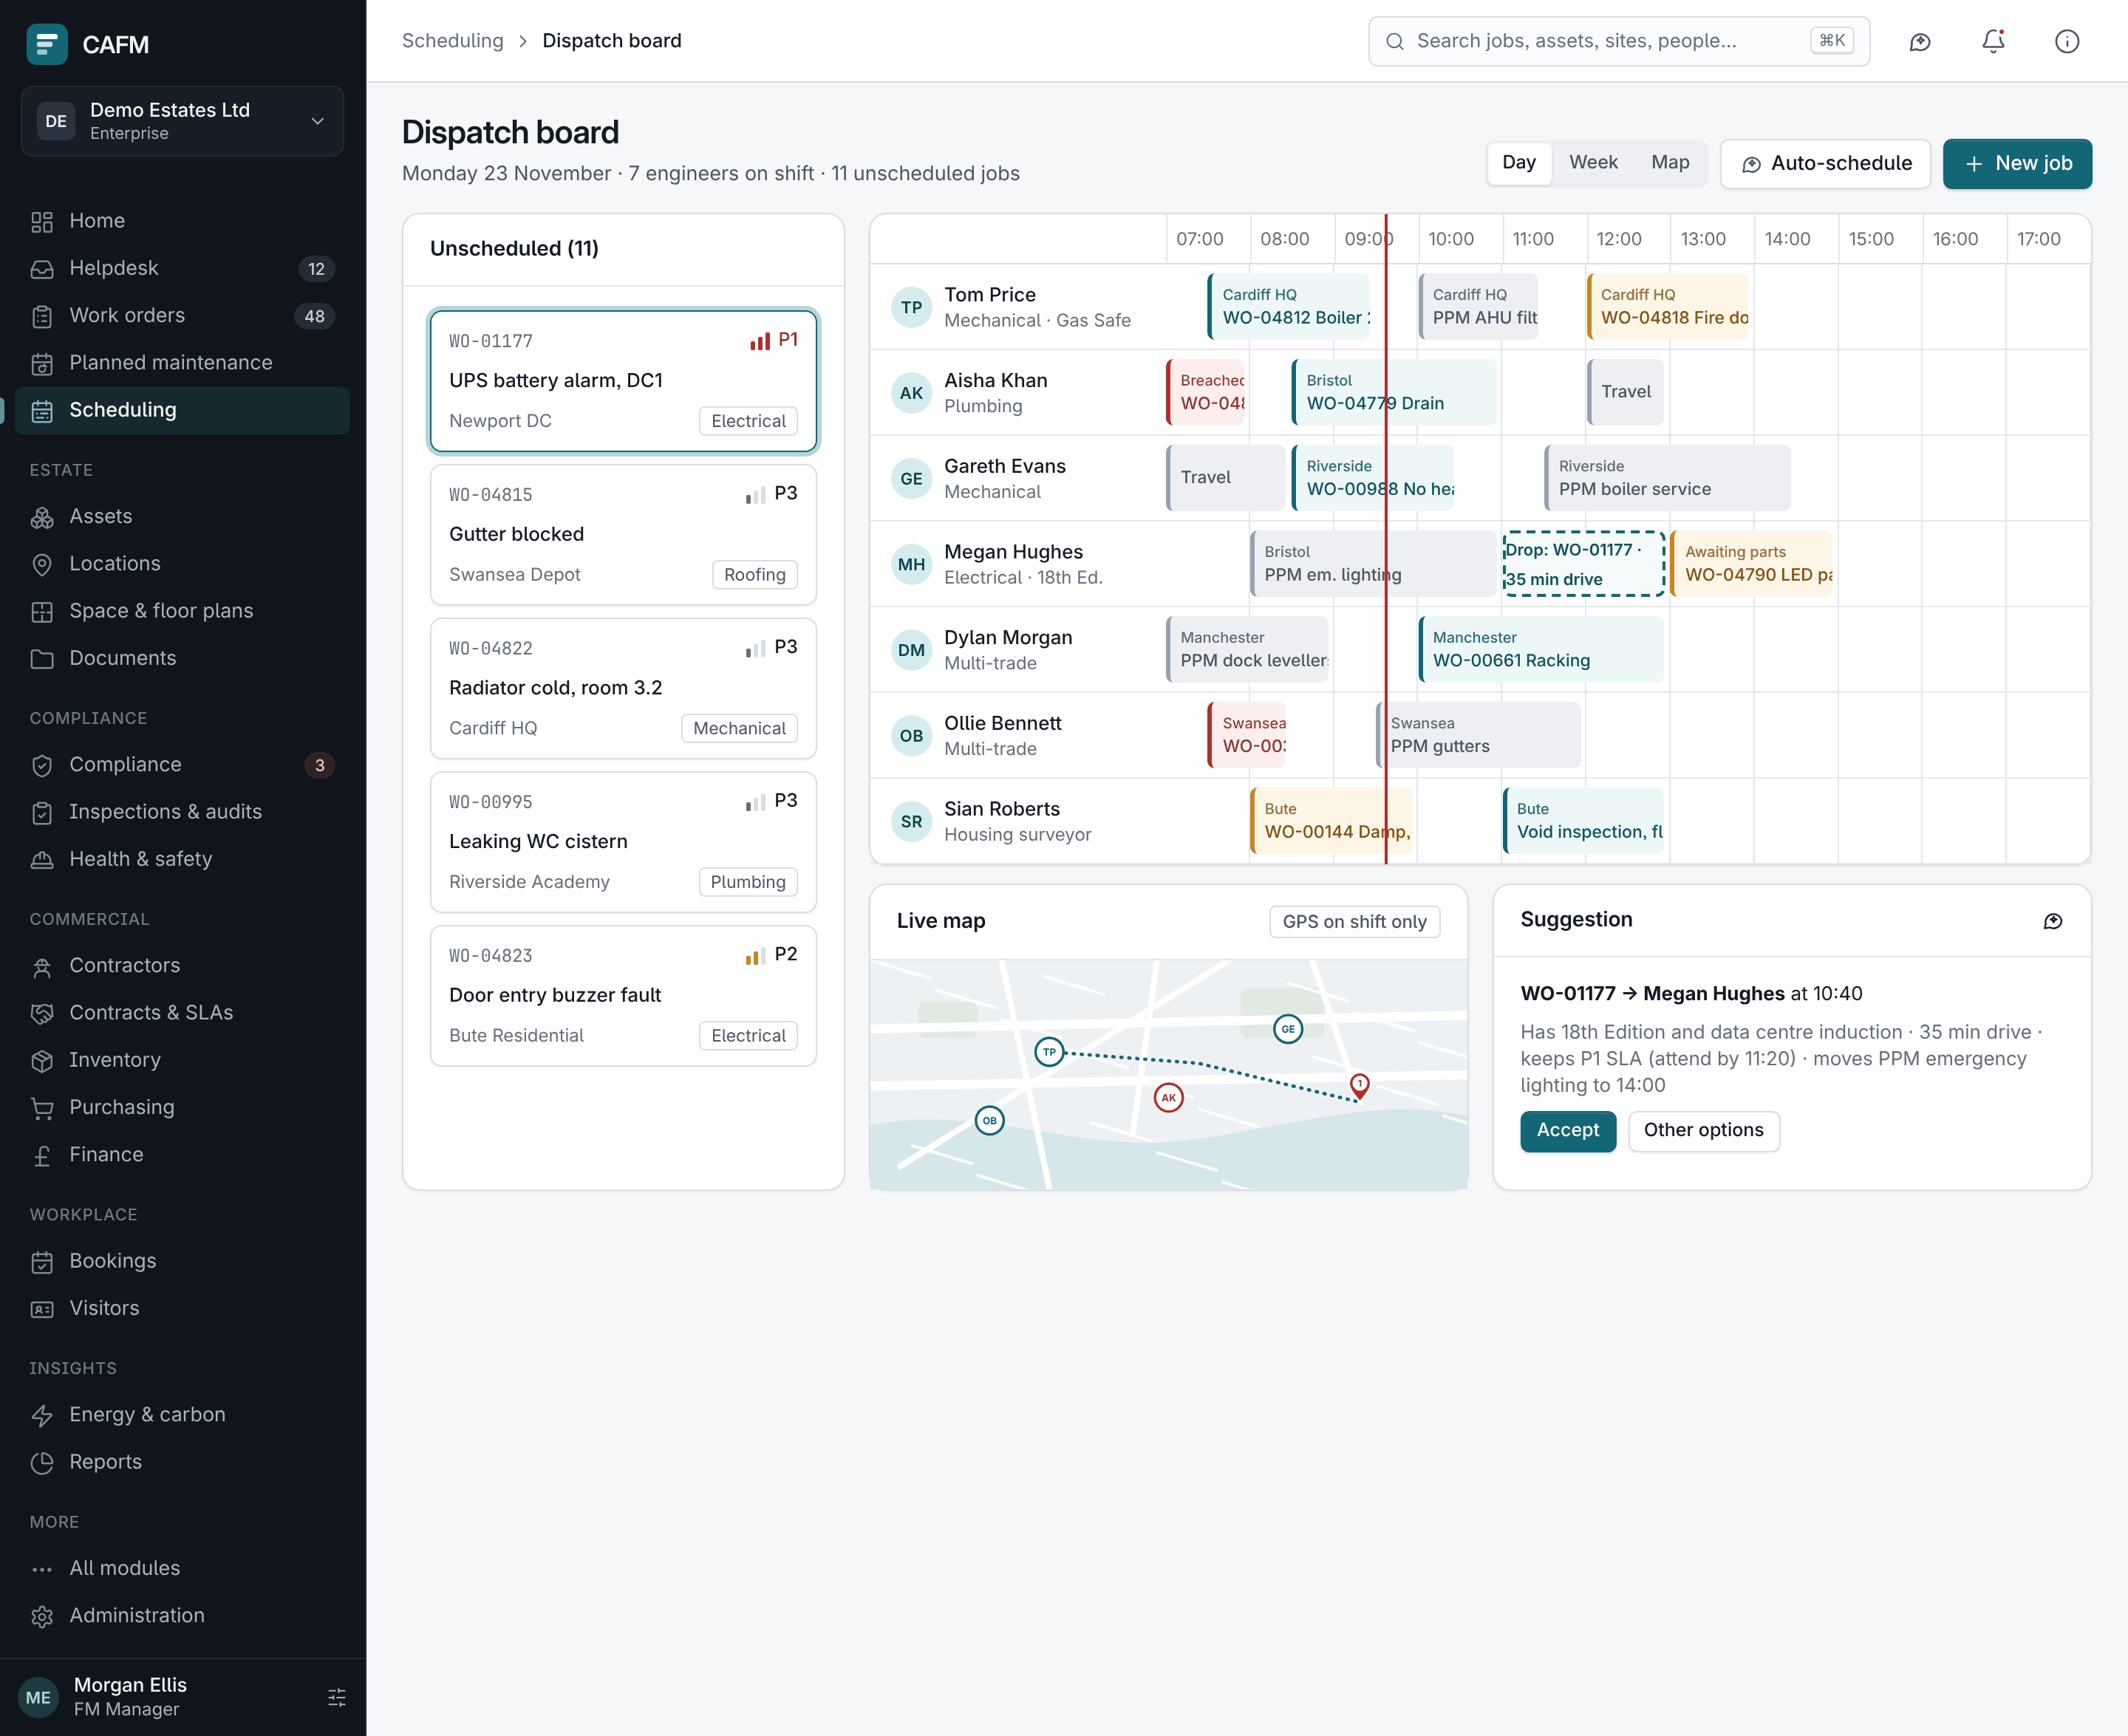 CAFM
DE
Demo Estates Ltd
Enterprise
Home
Helpdesk 12
Work orders 48
Planned maintenance
Scheduling
ESTATE
Assets
Locations
Space & floor plans
Documents
COMPLIANCE
Compliance 3
Inspections & audits
Health & safety
COMMERCIAL
Contractors
Contracts & SLAs
Inventory
Purchasing
Finance
WORKPLACE
Bookings
Visitors
INSIGHTS
Energy & carbon
Reports
MORE
All modules
Administration
ME
Morgan Ellis
FM Manager
Scheduling > Dispatch board
Search jobs, assets, sites, people... ⌘K
Dispatch board
Monday 23 November · 7 engineers on shift · 11 unscheduled jobs
Day Week Map
Auto-schedule
+ New job
Unscheduled (11)
WO-01177 P1
UPS battery alarm, DC1
Newport DC Electrical
WO-04815 P3
Gutter blocked
Swansea Depot Roofing
WO-04822 P3
Radiator cold, room 3.2
Cardiff HQ Mechanical
WO-00995 P3
Leaking WC cistern
Riverside Academy Plumbing
WO-04823 P2
Door entry buzzer fault
Bute Residential Electrical
07:00 08:00 09:00 10:00 11:00 12:00 13:00 14:00 15:00 16:00 17:00
TP
Tom Price
Mechanical · Gas Safe
Cardiff HQ
WO-04812 Boiler
Cardiff HQ
PPM AHU filt
Cardiff HQ
WO-04818 Fire do
AK
Aisha Khan
Plumbing
Breached
WO-048
Bristol
WO-04779 Drain
Travel
GE
Gareth Evans
Mechanical
Travel
Riverside
WO-00988 No hea
Riverside
PPM boiler service
MH
Megan Hughes
Electrical · 18th Ed.
Bristol
PPM em. lighting
Drop: WO-01177 ·
35 min drive
Awaiting parts
WO-04790 LED pa
DM
Dylan Morgan
Multi-trade
Manchester
PPM dock levellers
Manchester
WO-00661 Racking
OB
Ollie Bennett
Multi-trade
Swansea
WO-003
Swansea
PPM gutters
SR
Sian Roberts
Housing surveyor
Bute
WO-00144 Damp,
Bute
Void inspection, fl
Live map
GPS on shift only
GE
TP
1
AK
OB
Suggestion
WO-01177 → Megan Hughes at 10:40
Has 18th Edition and data centre induction · 35 min drive ·
keeps P1 SLA (attend by 11:20) · moves PPM emergency
lighting to 14:00
Accept
Other options